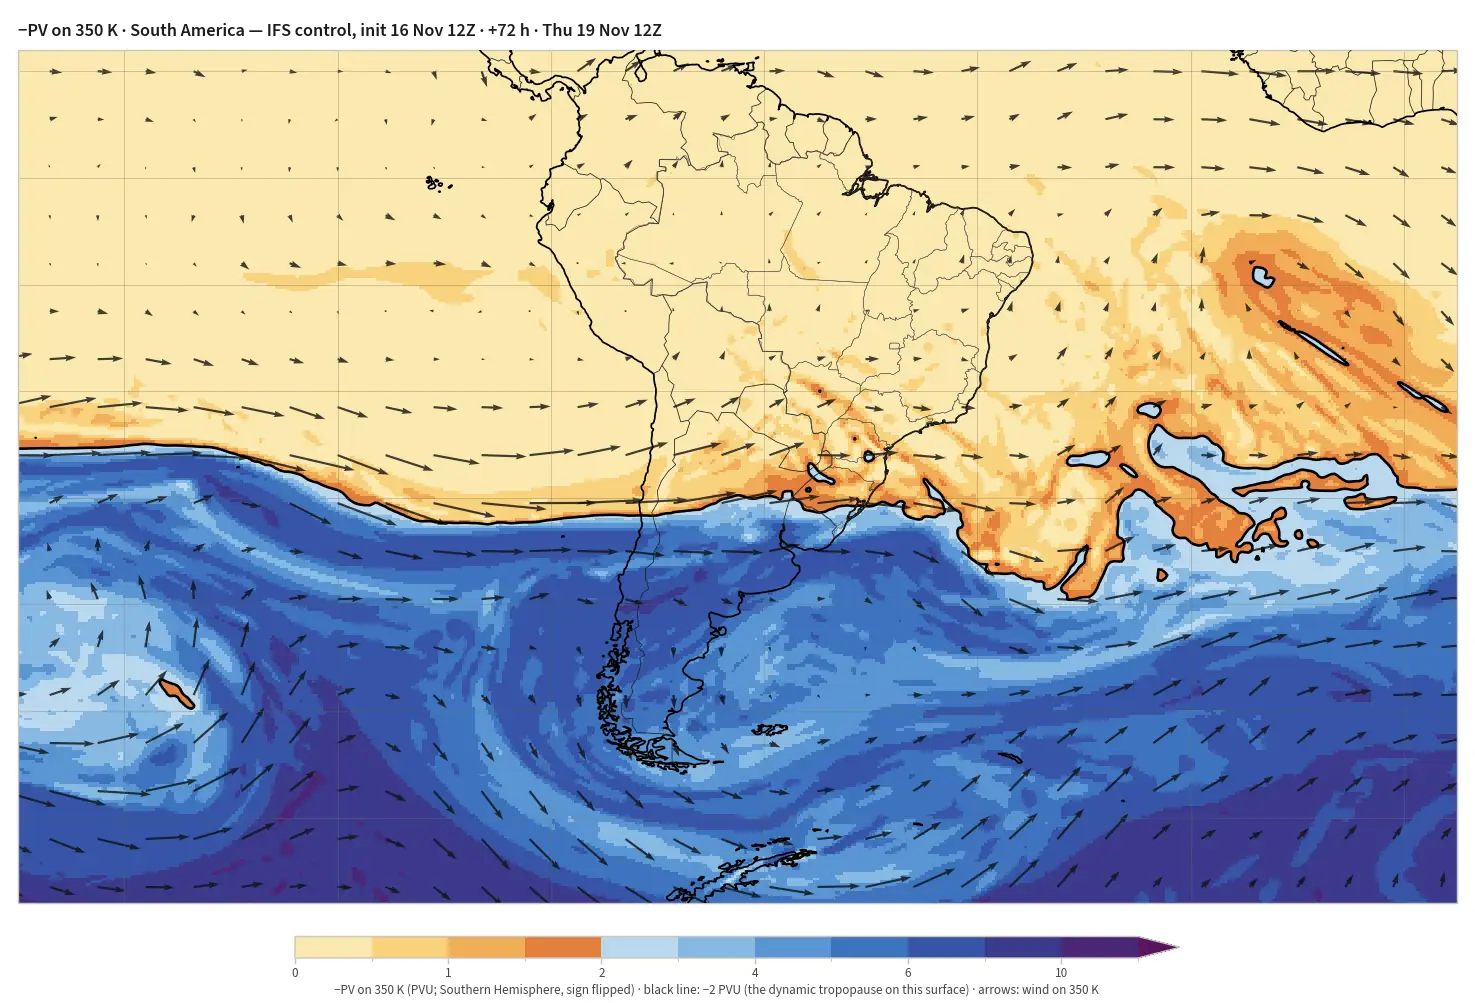 −PV on 350 K · South America — IFS control, init 16 Nov 12Z · +72 h · Thu 19 Nov 12Z
0 1 2 4 6 10
−PV on 350 K (PVU; Southern Hemisphere, sign flipped) · black line: −2 PVU (the dynamic tropopause on this surface) · arrows: wind on 350 K